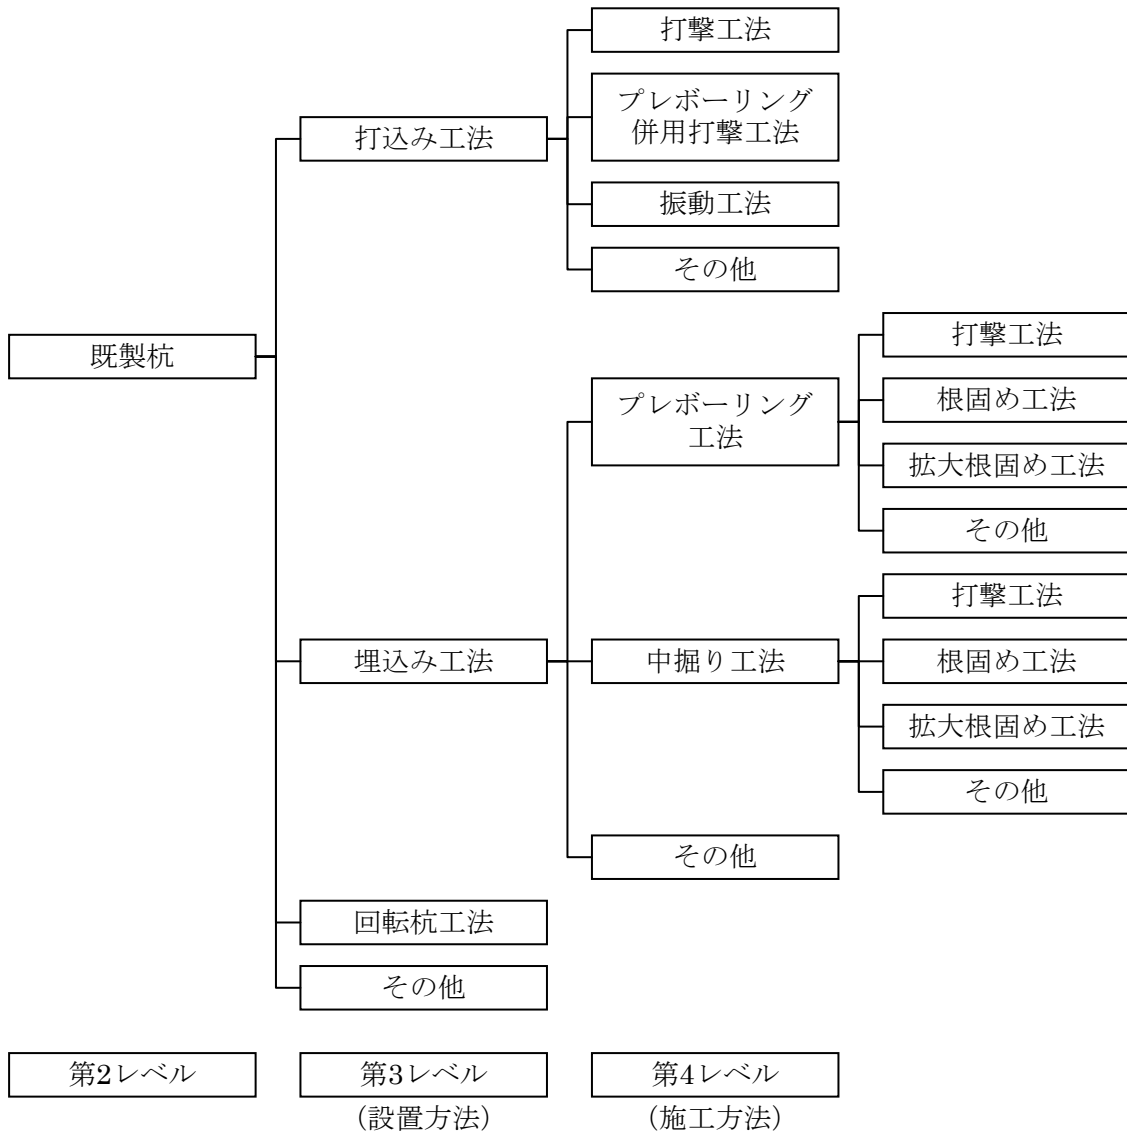 打撃工法
プレボーリング
併用打撃工法
打込み工法
振動工法
その他
既製杭
打撃工法
プレボーリング
工法
根固め工法
拡大根固め工法
その他
打撃工法
埋込み工法
中掘り工法
根固め工法
拡大根固め工法
その他
その他
回転杭工法
その他
第2レベル
第3レベル
第4レベル
(設置方法)
(施工方法)